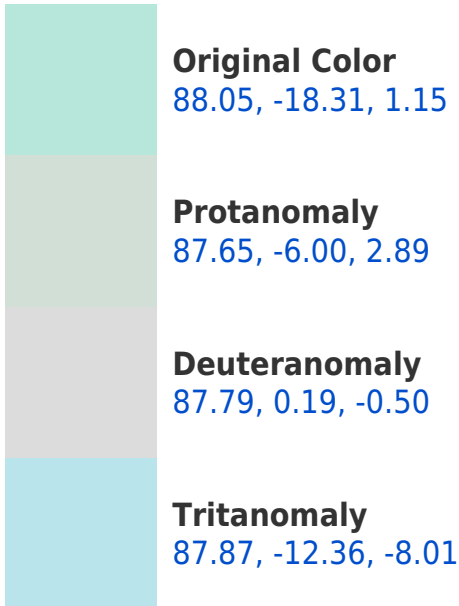 Original Color
88.05, -18.31, 1.15
Protanomaly
87.65, -6.00, 2.89
Deuteranomaly
87.79, 0.19, -0.50
Tritanomaly
87.87, -12.36, -8.01